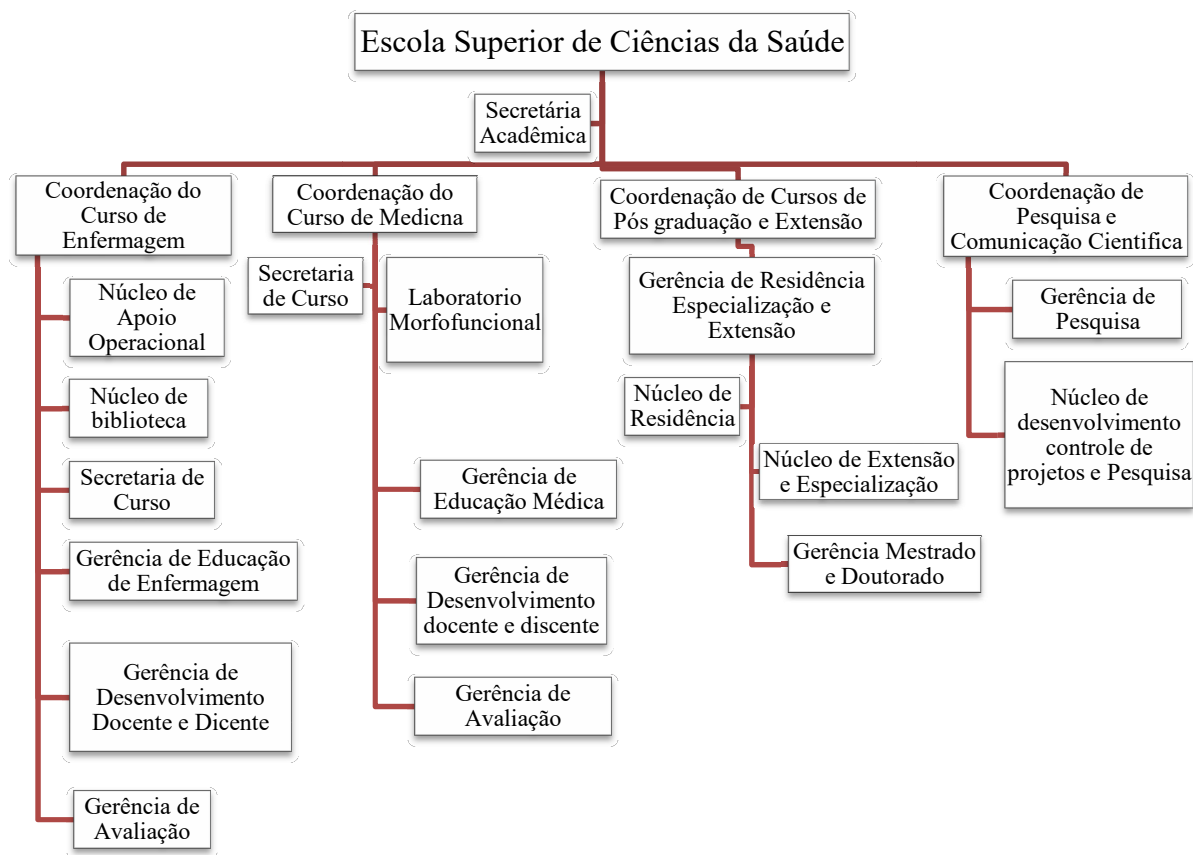 Escola Superior de Ciências da Saúde
Secretária
Acadêmica
Coordenação do
Curso de
Enfermagem
Núcleo de
Apoio
Operacional
Núcleo de
biblioteca
Secretaria de
Curso
Gerência de Educação
de Enfermagem
Gerência de
Desenvolvimento
Docente e Dicente
Gerência de
Avaliação
Coordenação do
Curso de Medicna
Secretaria
de Curso
Laboratorio
Morfofuncional
Gerência de
Educação Médica
Gerência de
Desenvolvimento
docente e discente
Gerência de
Avaliação
Coordenação de Cursos de
Pós graduação e Extensão
Gerência de Residência
Especialização e
Extensão
Núcleo de
Residência
Núcleo de Extensão
e Especialização
Gerência Mestrado
e Doutorado
Coordenação de
Pesquisa e
Comunicação Cientifica
Gerência de
Pesquisa
Núcleo de
desenvolvimento
controle de
projetos e Pesquisa